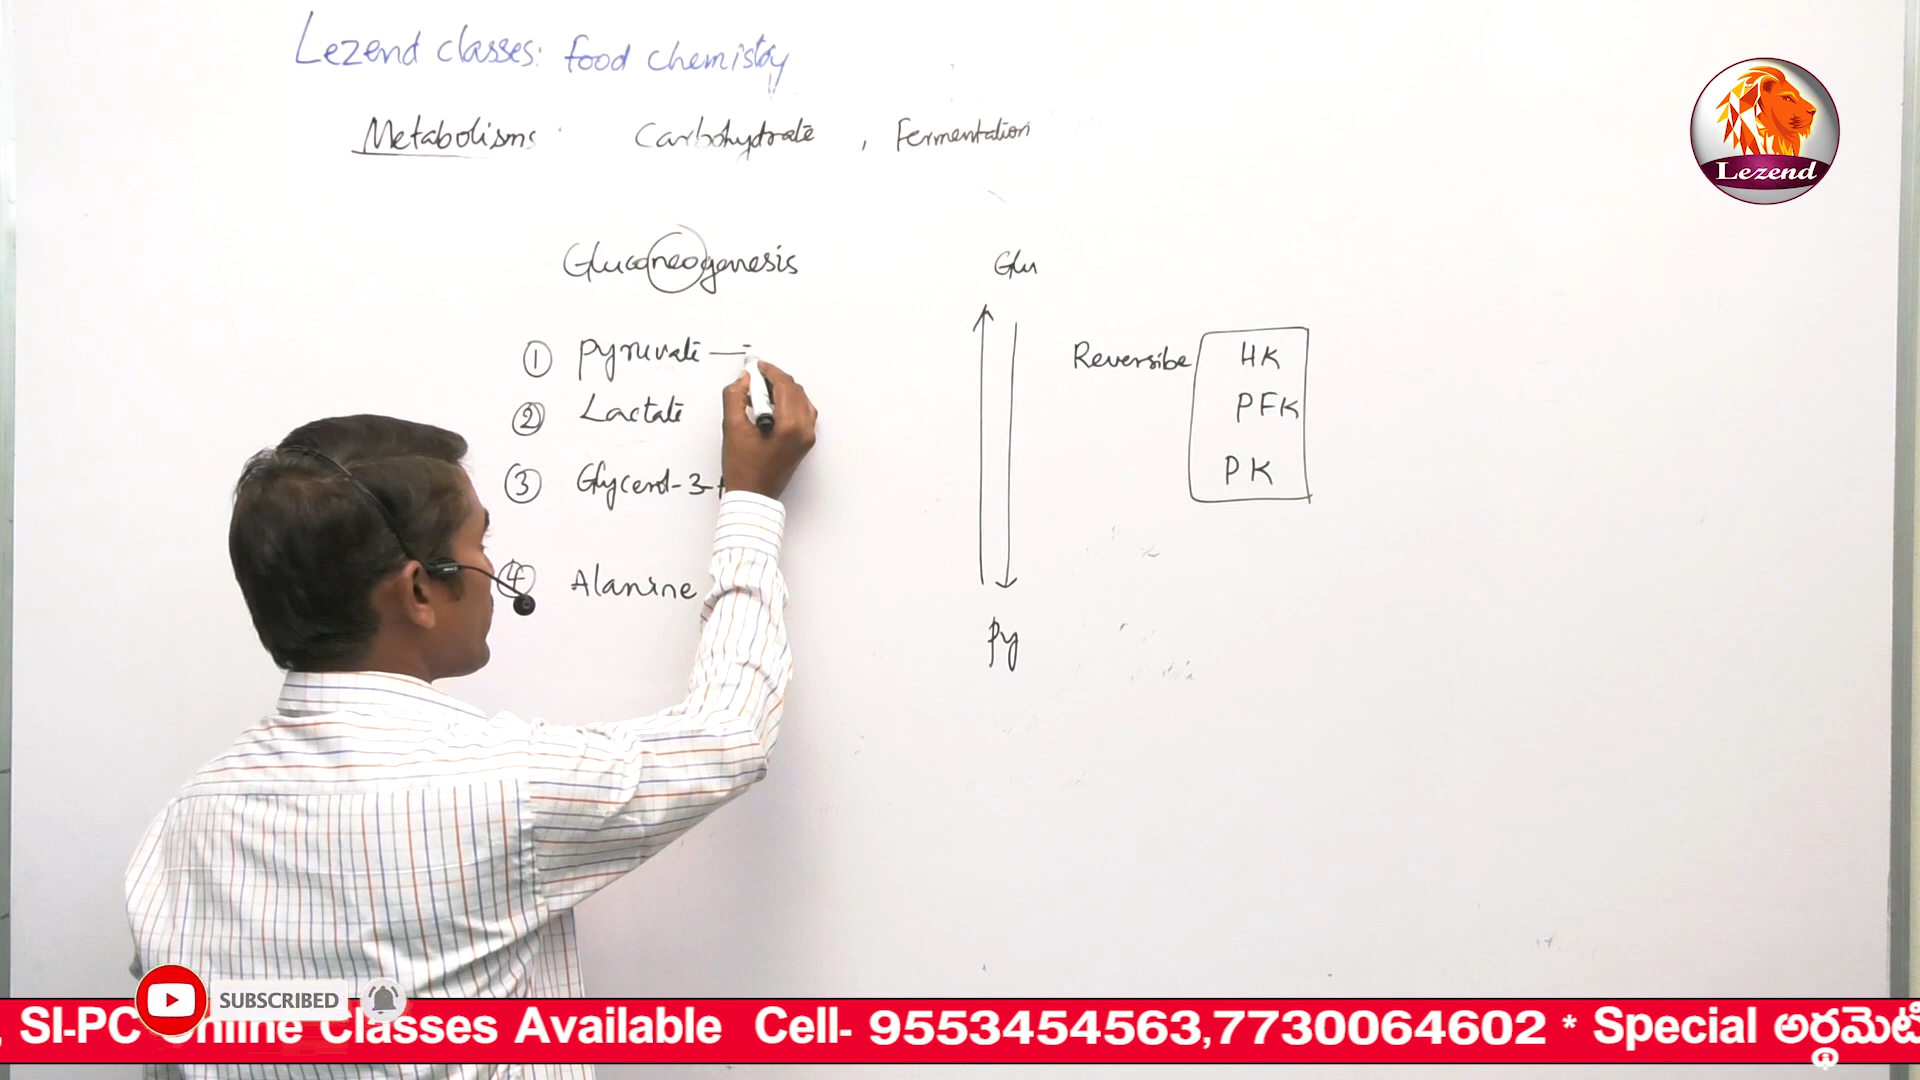 Lezend classes: food chemistry
Metabolisms: Carbohydrate, Fermentation
Lezend
Gluconeogenesis
① Pyruvate —
② Lactate
③ Glycerol-3-
④ Alanine
Glu
Py
Reversibe
HK
PFK
PK
SUBSCRIBED
, SI-PC Online Classes Available Cell- 9553454563,7730064602 * Special అర్థమెటి